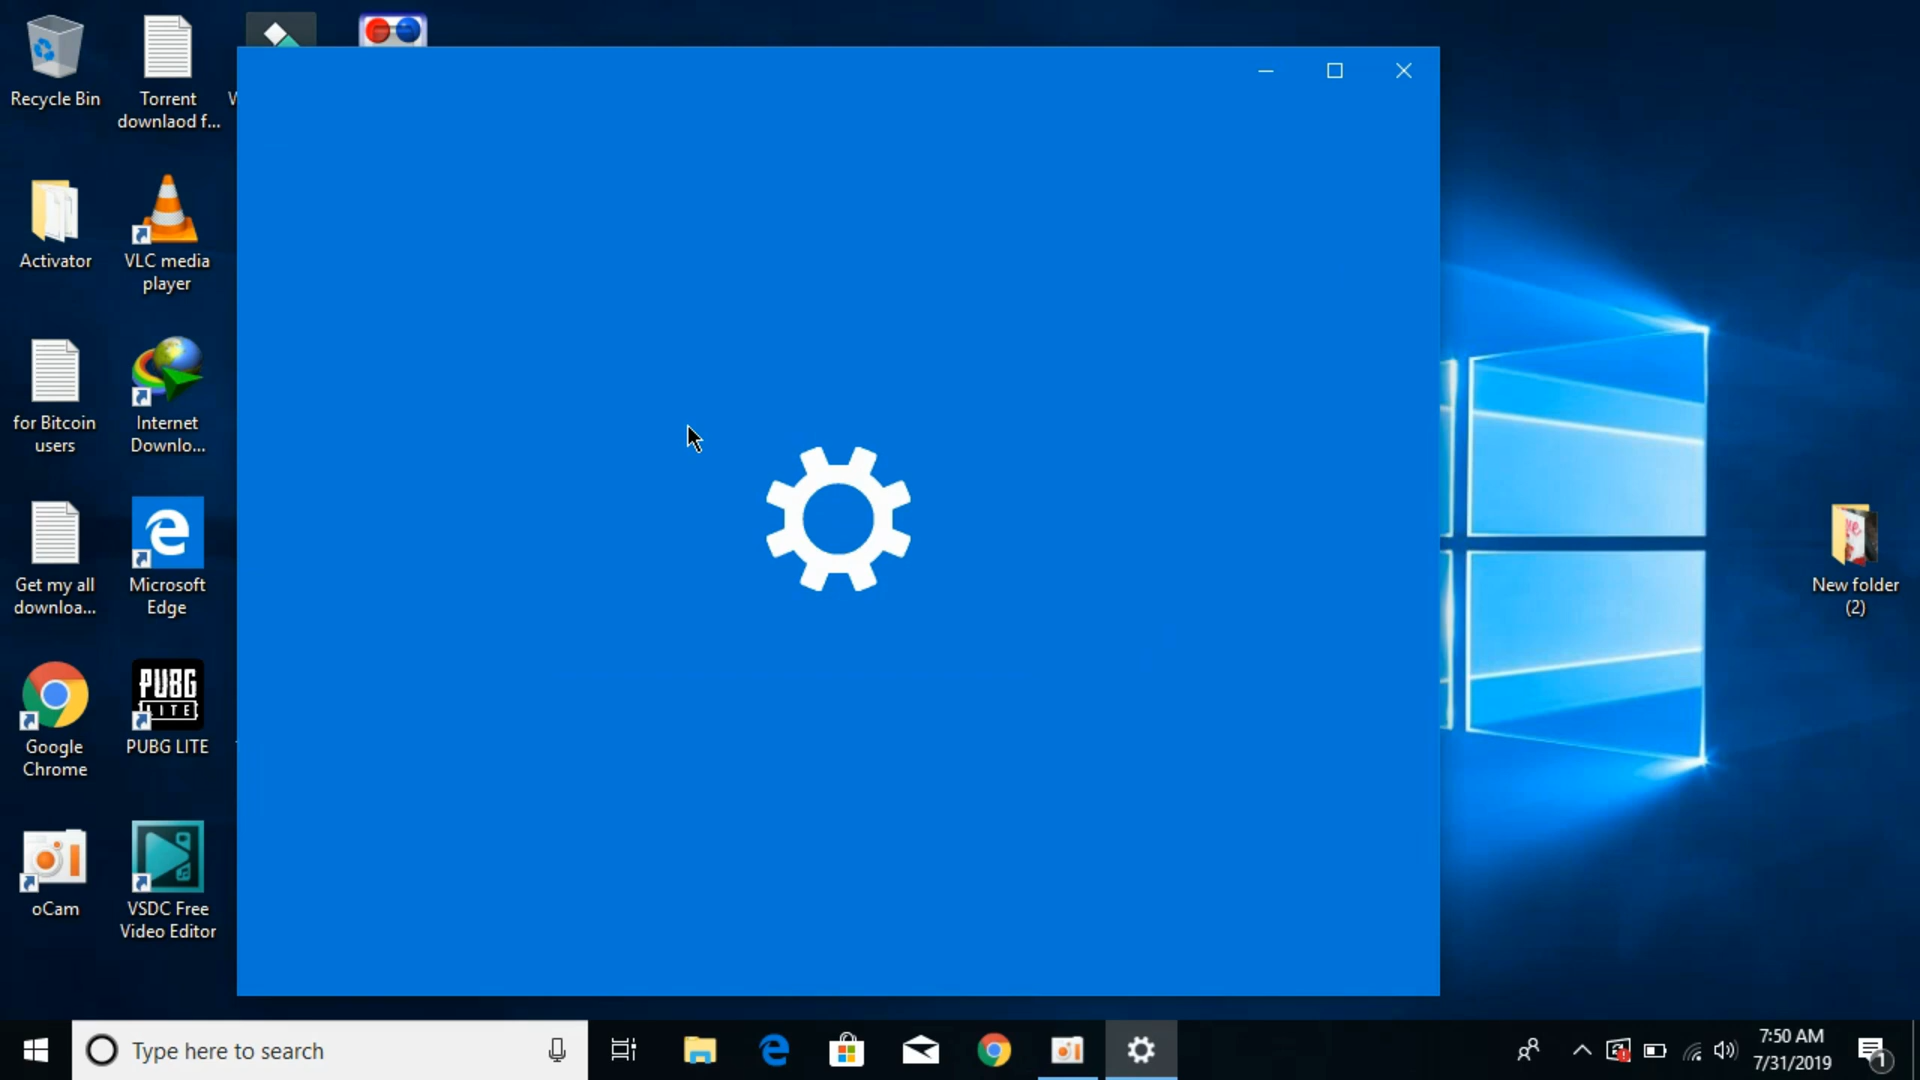 Recycle Bin
Torrent
downlaod f...
Activator
VLC media
player
for Bitcoin
users
Internet
Downlo...
Get my all
downloa...
Microsoft
Edge
Google
Chrome
PUBG
LITE
PUBG LITE
oCam
VSDC Free
Video Editor
New folder
(2)
Type here to search
7:50 AM
7/31/2019
1